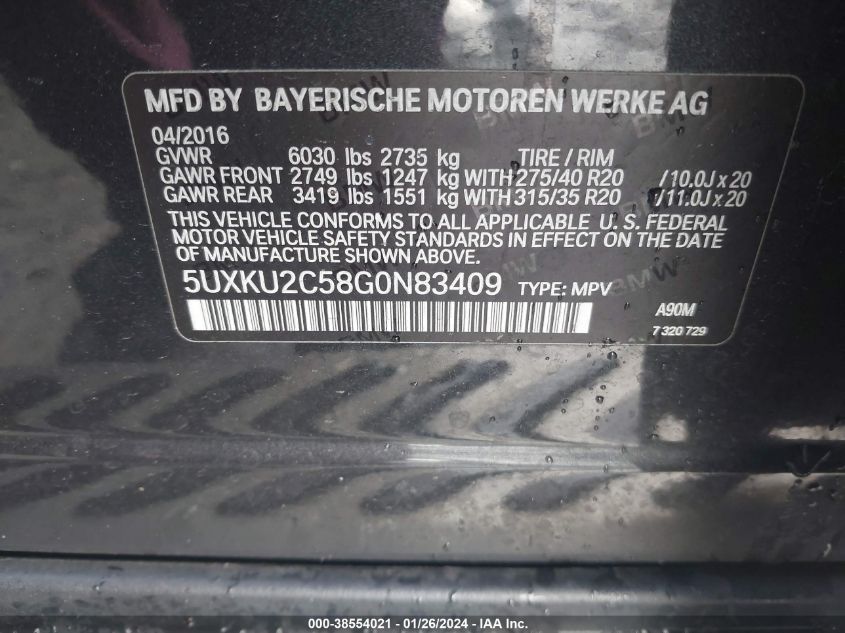 MFD BY BAYERISCHE MOTOREN WERKE AG
04/2016
GVWR 6030 lbs 2735 kg TIRE / RIM
GAWR FRONT 2749 lbs 1247 kg WITH 275/40 R20 /10.0J x 20
GAWR REAR 3419 lbs 1551 kg WITH 315/35 R20 /11.0J x 20
THIS VEHICLE CONFORMS TO ALL APPLICABLE U. S. FEDERAL
MOTOR VEHICLE SAFETY STANDARDS IN EFFECT ON THE DATE
OF MANUFACTURE SHOWN ABOVE.
5UXKU2C58G0N83409 TYPE: MPV
A90M
7 320 729
000-38554021 - 01/26/2024 - IAA Inc.